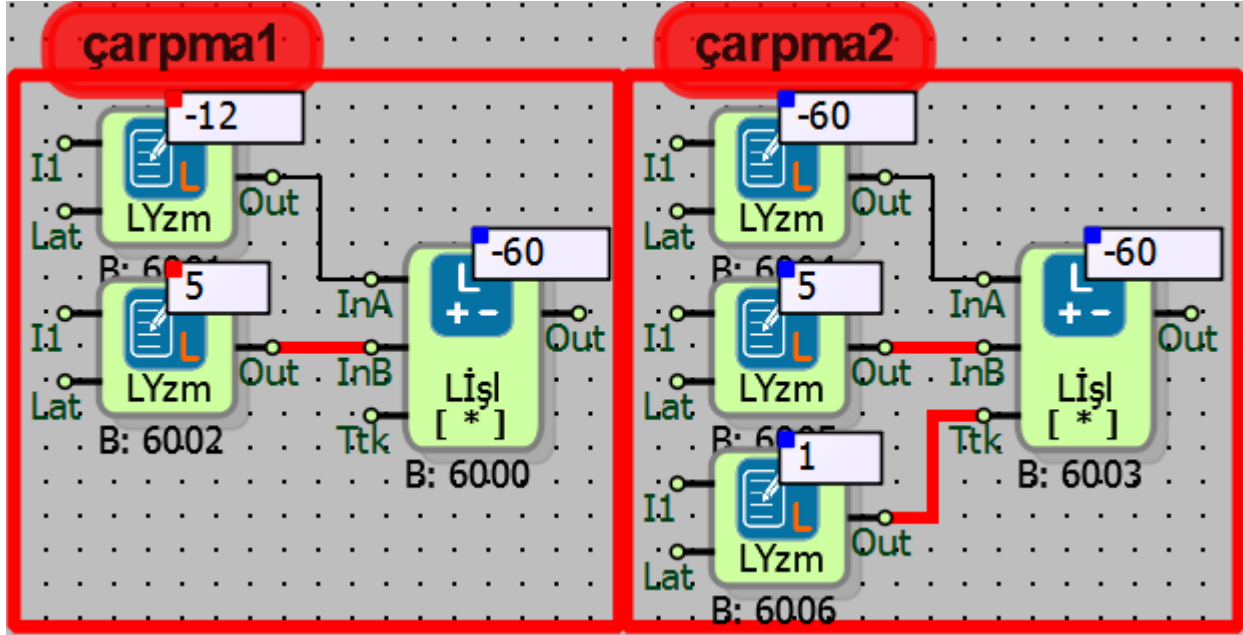 çarpma1
-12
I1
L
Out
Lat
LYzm
-60
5
L
InA
+ -
I1
L
Out
InB
Out
Lat
LYzm
LİşI
[ * ]
B: 6002
Ttk
B: 6000
çarpma2
-60
I1
L
Out
Lat
LYzm
-60
5
L
InA
+ -
I1
L
Out
InB
Out
Lat
LYzm
LİşI
[ * ]
1
Ttk
B: 6003
I1
L
Out
Lat
LYzm
B: 6006